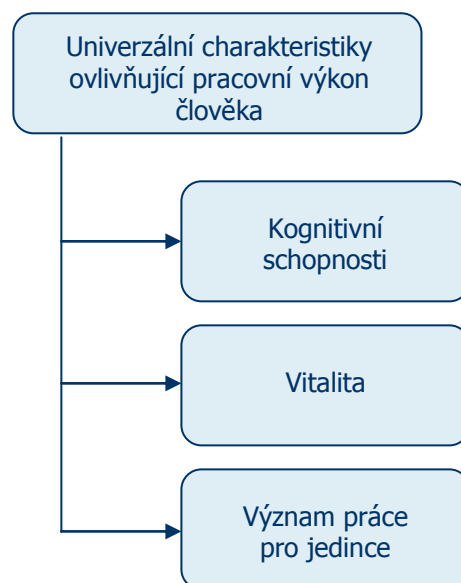 Univerzální charakteristiky
ovlivňující pracovní výkon
člověka
Kognitivní
schopnosti
Vitalita
Význam práce
pro jedince